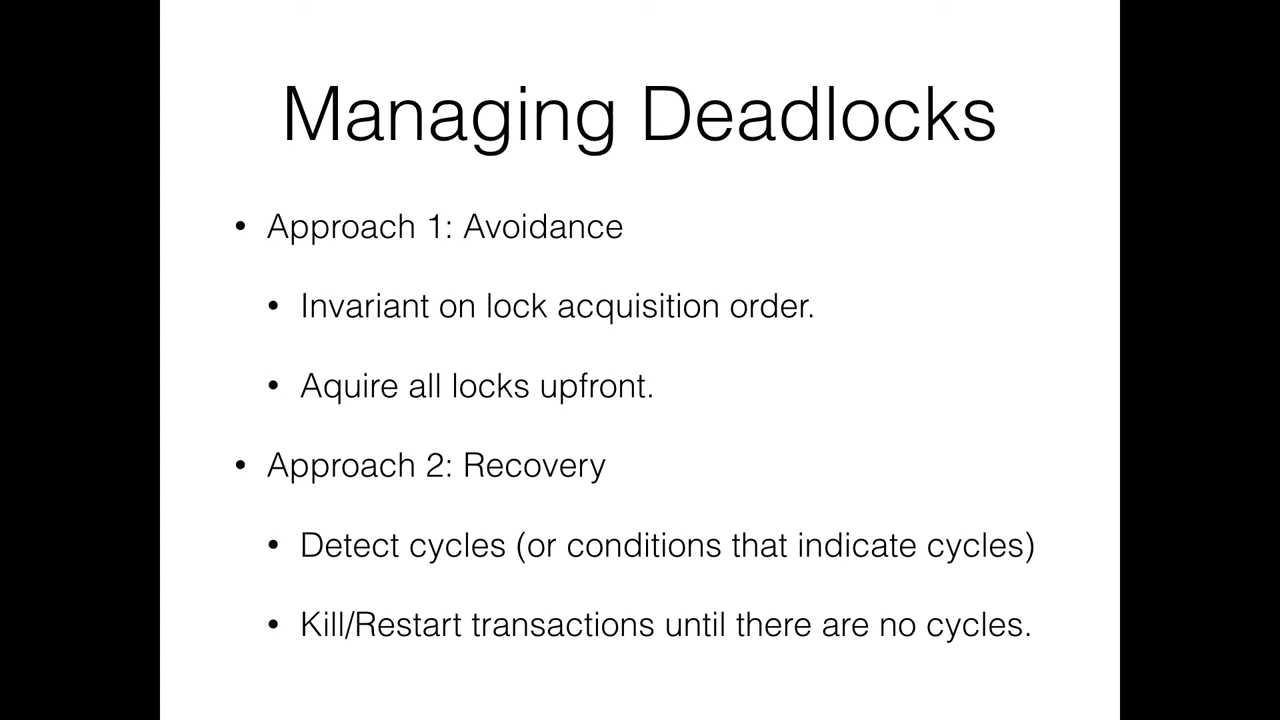 Managing Deadlocks
• Approach 1: Avoidance
• Invariant on lock acquisition order.
• Aquire all locks upfront.
• Approach 2: Recovery
• Detect cycles (or conditions that indicate cycles)
• Kill/Restart transactions until there are no cycles.